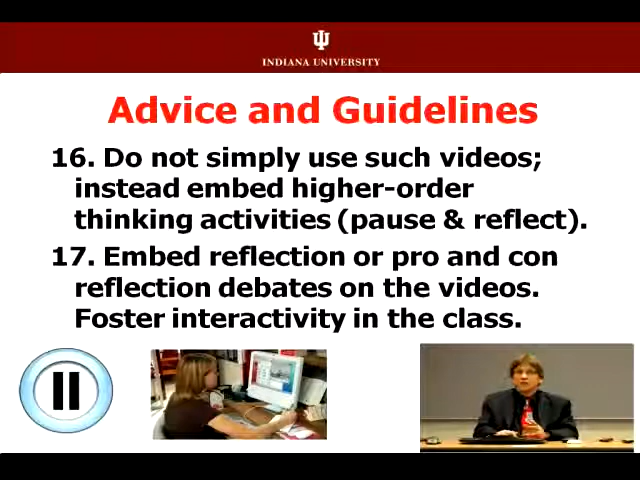 INDIANA UNIVERSITY
Advice and Guidelines
16. Do not simply use such videos;
instead embed higher-order
thinking activities (pause & reflect).
17. Embed reflection or pro and con
reflection debates on the videos.
Foster interactivity in the class.